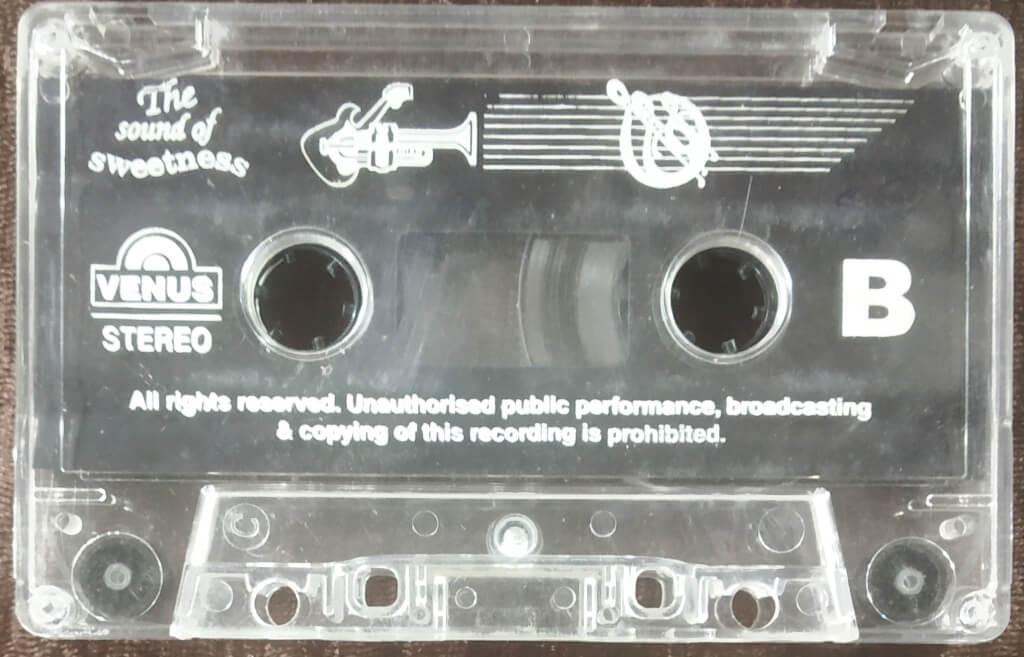 The
sound of
sweetness
VENUS
STEREO
B
All rights reserved. Unauthorised public performance, broadcasting
& copying of this recording is prohibited.